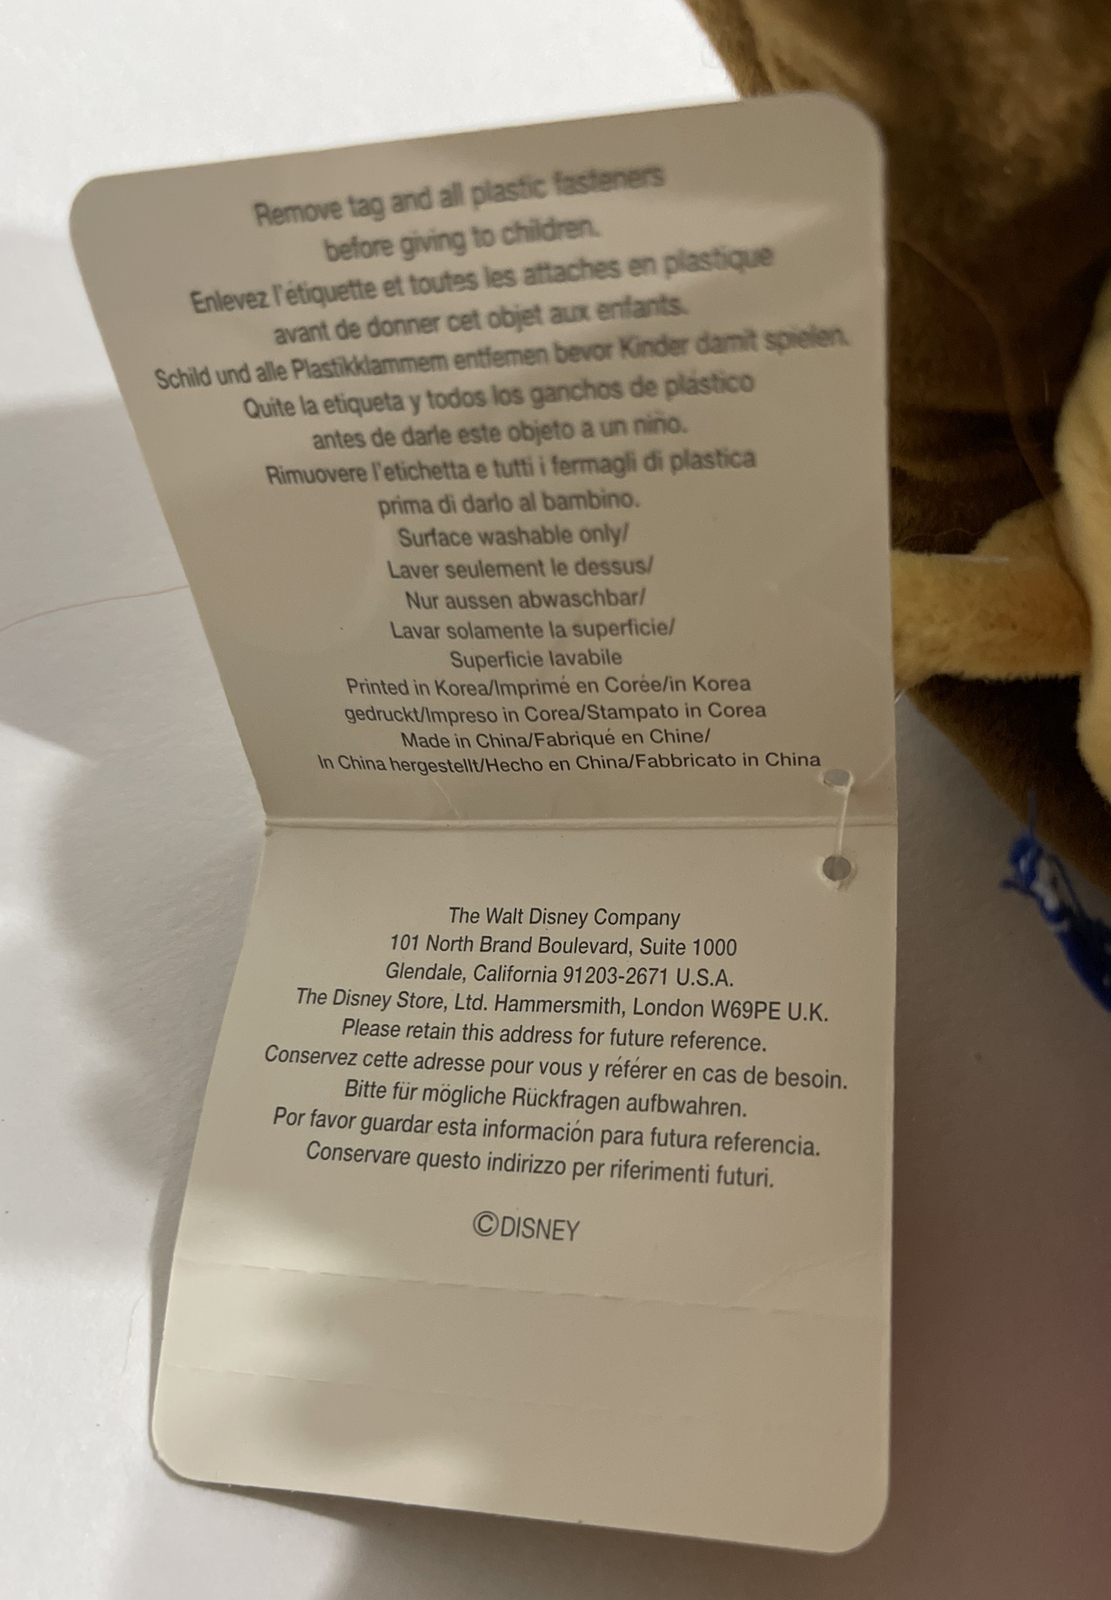 Remove tag and all plastic fasteners
before giving to children.
Enlevez l'étiquette et toutes les attaches en plastique
avant de donner cet objet aux enfants.
Schild und alle Plastikklammern entfernen bevor Kinder damit spielen.
Quite la etiqueta y todos los ganchos de plástico
antes de darle este objeto a un niño.
Rimuovere l'etichetta e tutti i fermagli di plastica
prima di darlo al bambino.
Surface washable only/
Laver seulement le dessus/
Nur aussen abwaschbar/
Lavar solamente la superficie/
Superficie lavabile
Printed in Korea/Imprimé en Corée/in Korea
gedruckt/Impreso in Corea/Stampato in Corea
Made in China/Fabriqué en Chine/
In China hergestellt/Hecho en China/Fabbricato in China
The Walt Disney Company
101 North Brand Boulevard, Suite 1000
Glendale, California 91203-2671 U.S.A.
The Disney Store, Ltd. Hammersmith, London W69PE U.K.
Please retain this address for future reference.
Conservez cette adresse pour vous y référer en cas de besoin.
Bitte für mögliche Rückfragen aufbwahren.
Por favor guardar esta información para futura referencia.
Conservare questo indirizzo per riferimenti futuri.
©DISNEY